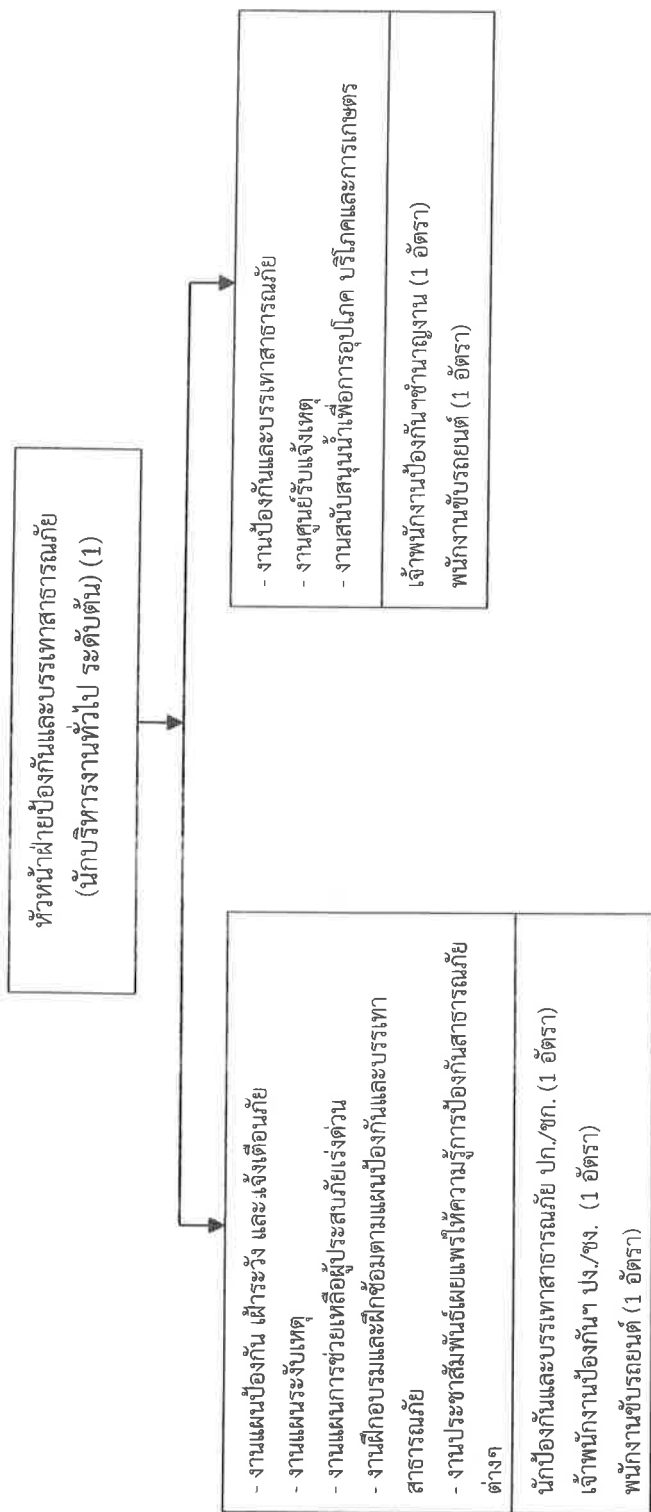 หัวหน้าฝ่ายป้องกันและบรรเทาสาธารณภัย
(นักบริหารงานทั่วไป ระดับต้น) (1)
- งานแผนป้องกัน เฝ้าระวัง และแจ้งเตือนภัย
- งานแผนระงับเหตุ
- งานแผนการช่วยเหลือผู้ประสบภัยเร่งด่วน
- งานฝึกอบรมและฝึกซ้อมตามแผนป้องกันและบรรเทา
สาธารณภัย
- งานประชาสัมพันธ์เผยแพร่ให้ความรู้การป้องกันสาธารณภัย
ต่างๆ
นักป้องกันและบรรเทาสาธารณภัย ปก./ชก. (1 อัตรา)
เจ้าพนักงานป้องกันฯ ปง./ชง. (1 อัตรา)
พนักงานขับรถยนต์ (1 อัตรา)
- งานป้องกันและบรรเทาสาธารณภัย
- งานศูนย์รับแจ้งเหตุ
- งานสนับสนุนน้ำเพื่อการอุปโภค บริโภคและการเกษตร
เจ้าพนักงานป้องกันฯชำนาญงาน (1 อัตรา)
พนักงานขับรถยนต์ (1 อัตรา)